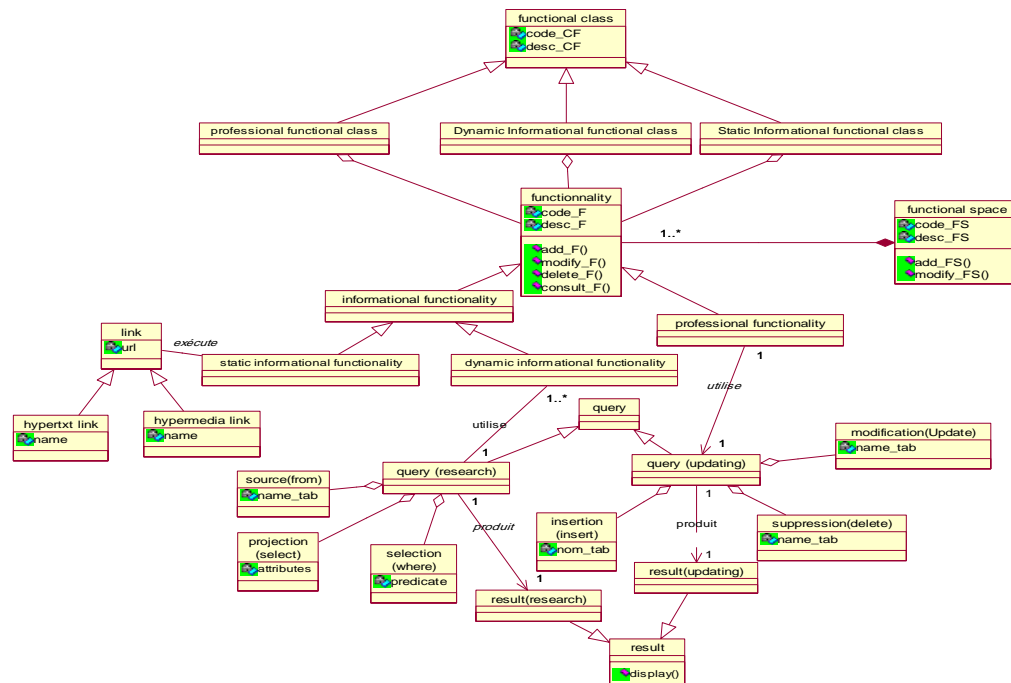 functional class
code_CF
desc_CF
professional functional class
Dynamic Informational functional class
Static Informational functional class
functionnality
code_F
desc_F
add_F()
modify_F()
delete_F()
consult_F()
1..*
functional space
code_FS
desc_FS
add_FS()
modify_FS()
informational functionality
professional functionality
link
url
exécute
static informational functionality
dynamic informational functionality
1
utilise
1..*
hypertxt link
name
hypermedia link
name
utilise
query
1
1
modification(Update)
name_tab
query (research)
query (updating)
source(from)
name_tab
1
1
produit
projection
(select)
attributes
selection
(where)
predicate
insertion
(insert)
nom_tab
produit
suppression(delete)
name_tab
1
1
result(research)
result(updating)
result
display()